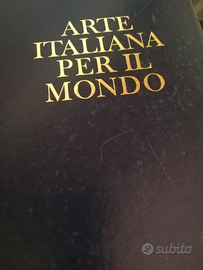 ARTE
ITALIANA
PER IL
MONDO
subito